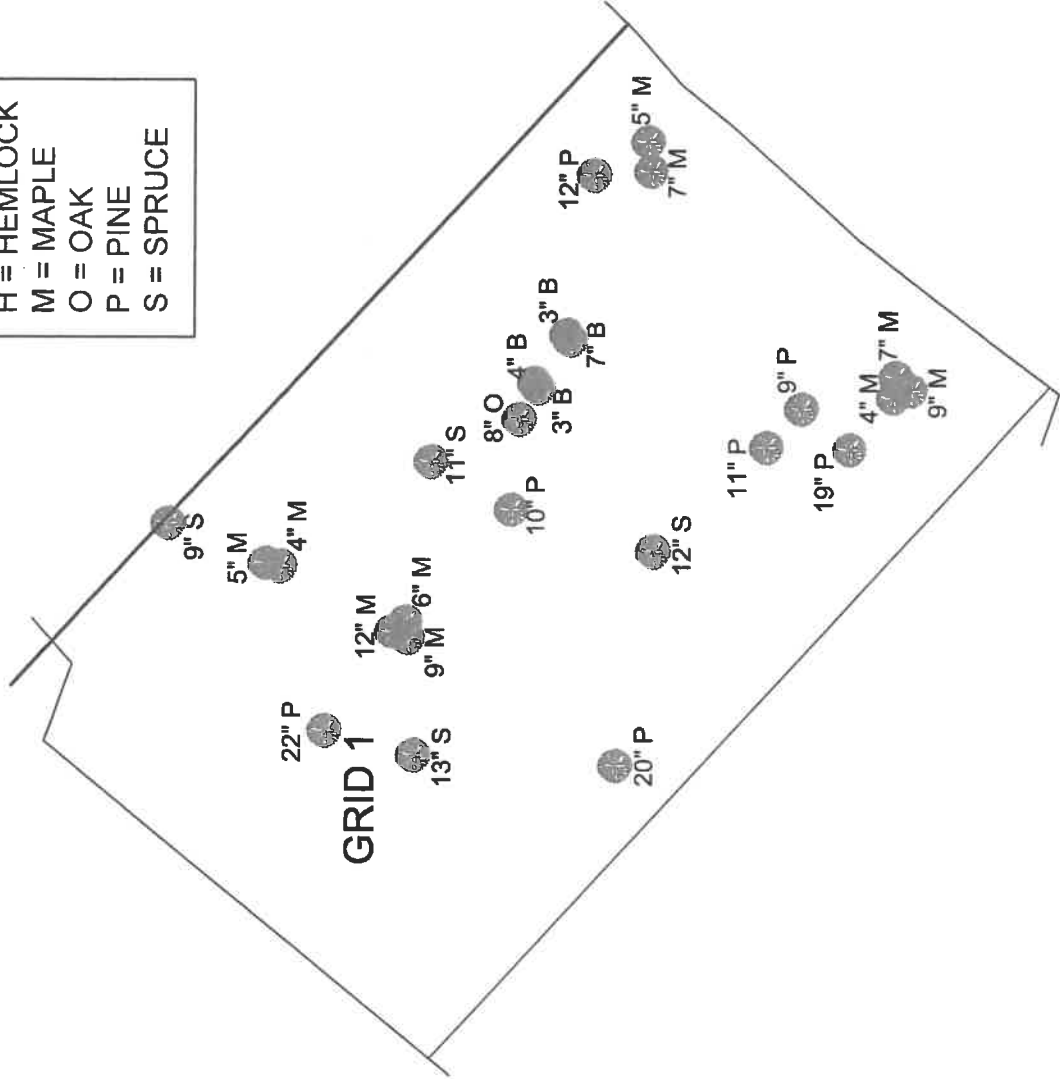 H = HEMLOCK
M = MAPLE
O = OAK
P = PINE
S = SPRUCE
5" M
12" P
7" M
3" B
4" B
7" B
8" O
3" B
11" S
9" S
10" P
5" M
4" M
12" M
6" M
9" M
22" P
GRID 1
13" S
20" P
12" S
11" P
9" P
19" P
4" M
7" M
9" M